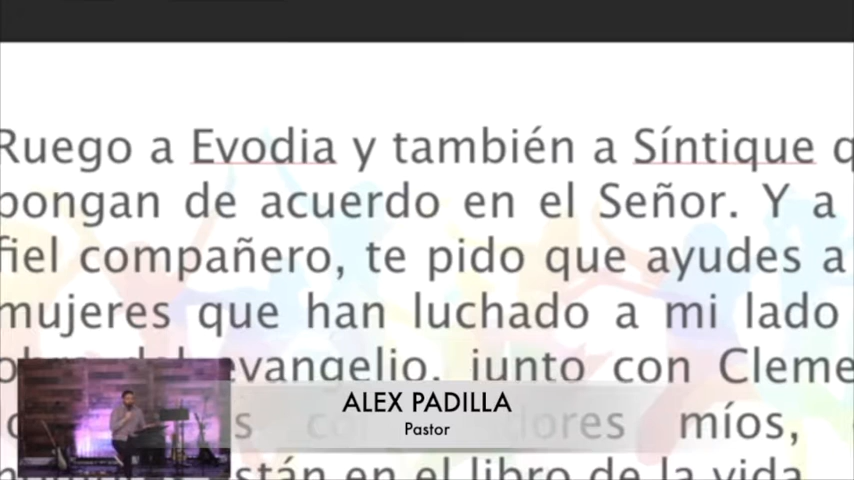 Ruego a Evodia y también a Síntique q
pongan de acuerdo en el Señor. Y a
fiel compañero, te pido que ayudes a
mujeres que han luchado a mi lado
evangelio, junto con Cleme
míos,
están en el libro de la vida
ALEX PADILLA
Pastor